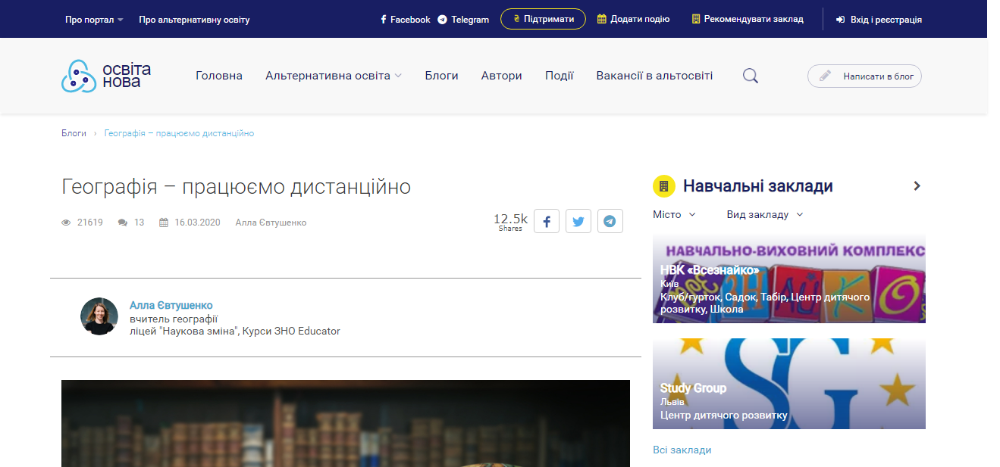 Про портал
Про альтернативну освіту
Facebook
Telegram
₴ Підтримати
Додати подію
Рекомендувати заклад
Вхід і реєстрація
освіта
нова
Головна
Альтернативна освіта
Блоги
Автори
Події
Вакансії в альтосвіті
Написати в блог
Блоги › Географія – працюємо дистанційно
Географія – працюємо дистанційно
21619
13
16.03.2020
Алла Євтушенко
12.5k
Shares
Алла Євтушенко
вчитель географії
ліцей "Наукова зміна", Курси ЗНО Educator
Навчальні заклади
Місто
Вид закладу
НАВЧАЛЬНО-ВИХОВНИЙ КОМПЛЕКС
НВК «Всезнайко»
Київ
Клуб/гурток, Садок, Табір, Центр дитячого
розвитку, Школа
SG
Study Group
Львів
Центр дитячого розвитку
Всі заклади